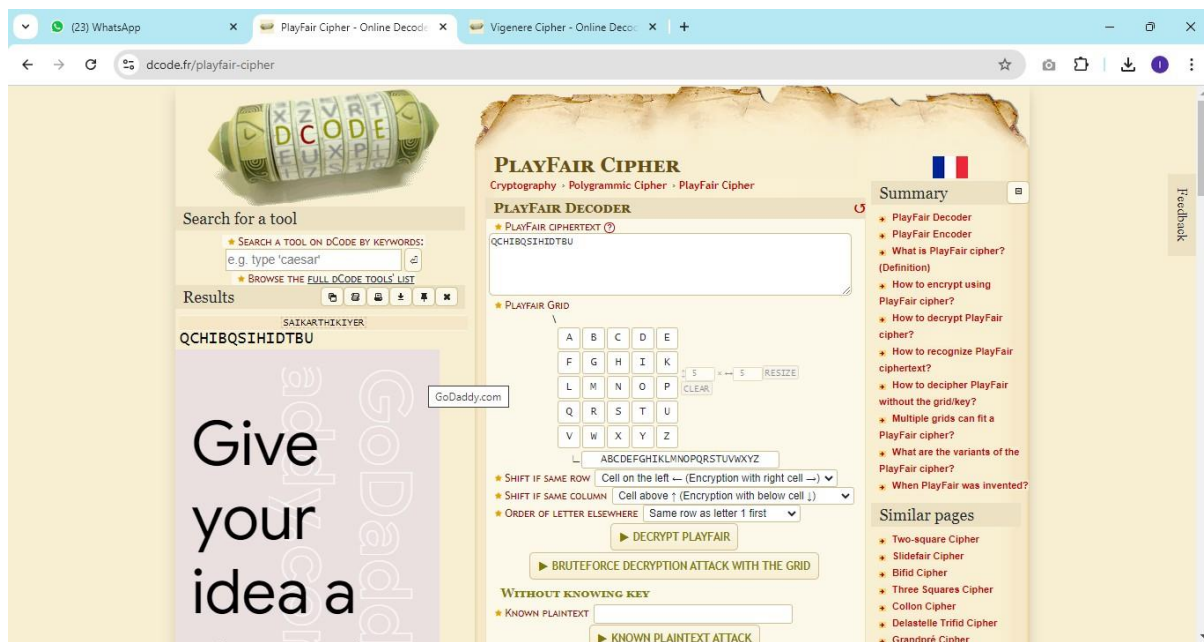 (23) WhatsApp
PlayFair Cipher - Online Decode
Vigenere Cipher - Online Decoc
dcode.fr/playfair-cipher
X Z V R T
DCODE
E U X P L
Search for a tool
★ SEARCH A TOOL ON DCODE BY KEYWORDS:
e.g. type 'caesar'
★ BROWSE THE FULL DCODE TOOLS' LIST
Results
SAIKARTHIKIYER
QCHIBQSIHIDTBU
Give
your
idea a
GoDaddy
GoDaddy.com
PLAYFAIR CIPHER
Cryptography › Polygrammic Cipher › PlayFair Cipher
PLAYFAIR DECODER
★ PLAYFAIR CIPHERTEXT (?)
QCHIBQSIHIDTBU
★ PLAYFAIR GRID
\
A B C D E
F G H I K
L M N O P
Q R S T U
V W X Y Z
↕ 5 × ↔ 5 RESIZE
CLEAR
ABCDEFGHIKLMNOPQRSTUVWXYZ
★ SHIFT IF SAME ROW Cell on the left ← (Encryption with right cell →)
★ SHIFT IF SAME COLUMN Cell above ↑ (Encryption with below cell ↓)
★ ORDER OF LETTER ELSEWHERE Same row as letter 1 first
▶ DECRYPT PLAYFAIR
▶ BRUTEFORCE DECRYPTION ATTACK WITH THE GRID
WITHOUT KNOWING KEY
★ KNOWN PLAINTEXT
▶ KNOWN PLAINTEXT ATTACK
Summary
PlayFair Decoder
PlayFair Encoder
What is PlayFair cipher?
(Definition)
How to encrypt using
PlayFair cipher?
How to decrypt PlayFair
cipher?
How to recognize PlayFair
ciphertext?
How to decipher PlayFair
without the grid/key?
Multiple grids can fit a
PlayFair cipher?
What are the variants of the
PlayFair cipher?
When PlayFair was invented?
Similar pages
Two-square Cipher
Slidefair Cipher
Bifid Cipher
Three Squares Cipher
Collon Cipher
Delastelle Trifid Cipher
Grandpré Cipher
Feedback